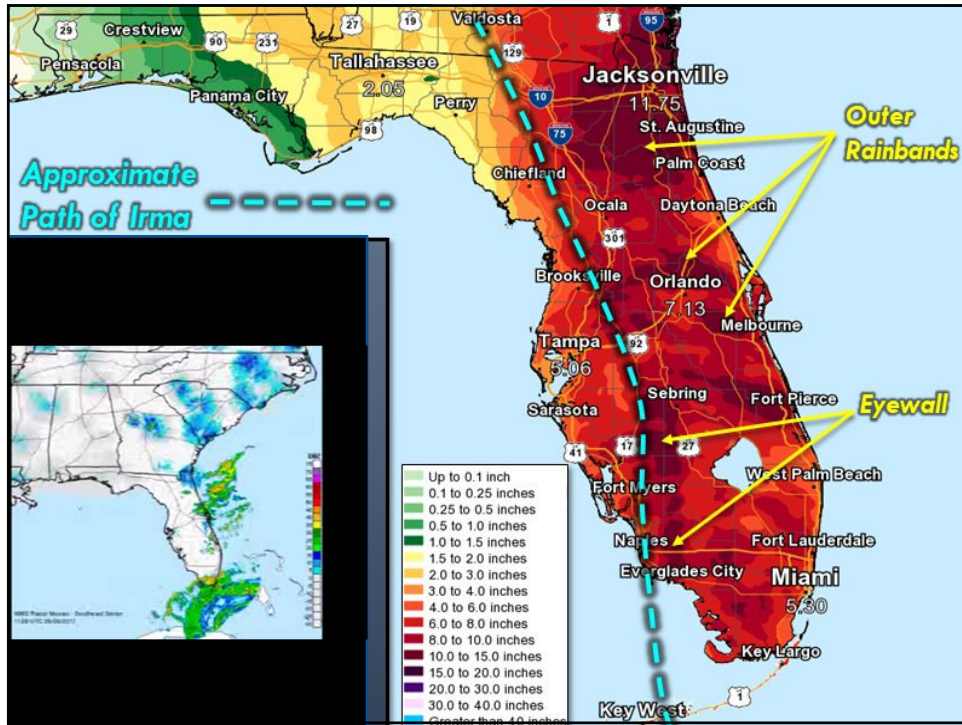 29
Crestview
90
231
27
19
Valdosta
1
95
Pensacola
Tallahassee
2.05
129
Jacksonville
11.75
Panama City
98
Perry
10
75
St. Augustine
Palm Coast
Outer
Rainbands
Approximate
Path of Irma
Chiefland
Ocala
Daytona Beach
301
Brooksville
Orlando
7.13
Melbourne
Tampa
5.06
92
Sarasota
Sebring
Fort Pierce
Eyewall
41
17
27
West Palm Beach
Fort Myers
Naples
Fort Lauderdale
Everglades City
Miami
5.30
Key Largo
Key West
1
Up to 0.1 inch
0.1 to 0.25 inches
0.25 to 0.5 inches
0.5 to 1.0 inches
1.0 to 1.5 inches
1.5 to 2.0 inches
2.0 to 3.0 inches
3.0 to 4.0 inches
4.0 to 6.0 inches
6.0 to 8.0 inches
8.0 to 10.0 inches
10.0 to 15.0 inches
15.0 to 20.0 inches
20.0 to 30.0 inches
30.0 to 40.0 inches
Greater than 40 inches